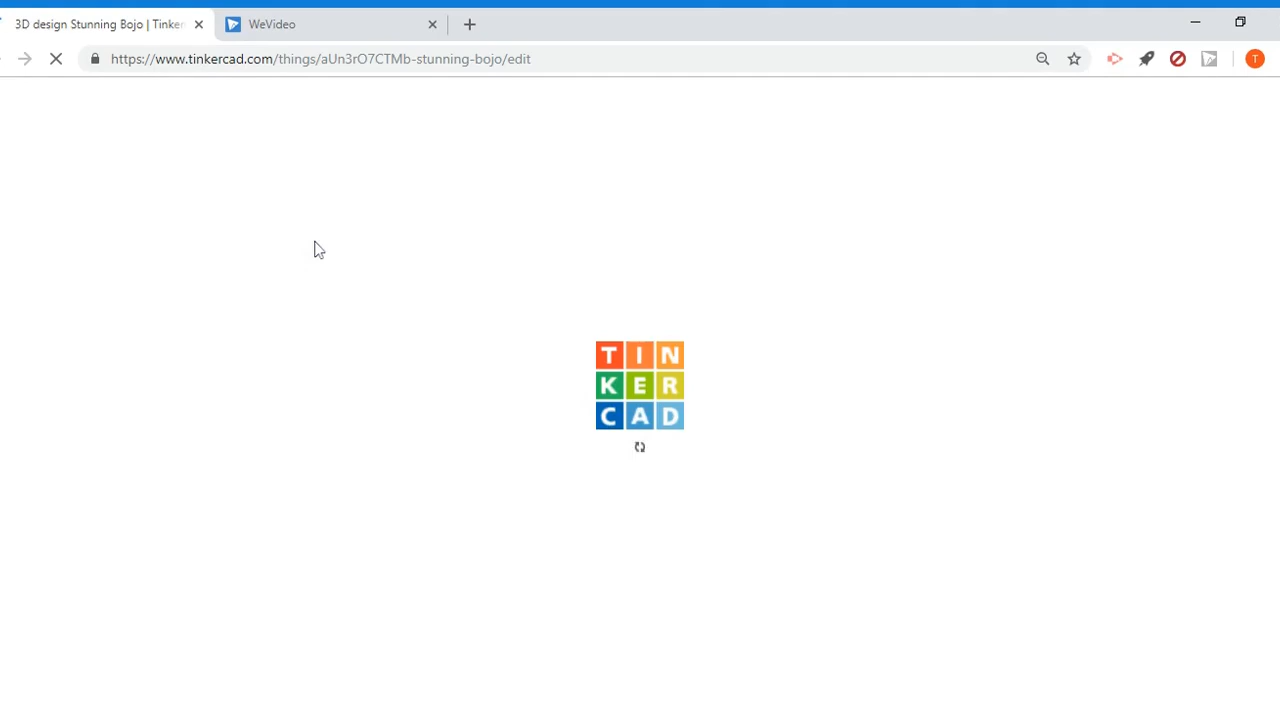 3D design Stunning Bojo | Tinker
WeVideo
https://www.tinkercad.com/things/aUn3rO7CTMb-stunning-bojo/edit
T
TIN
KER
CAD